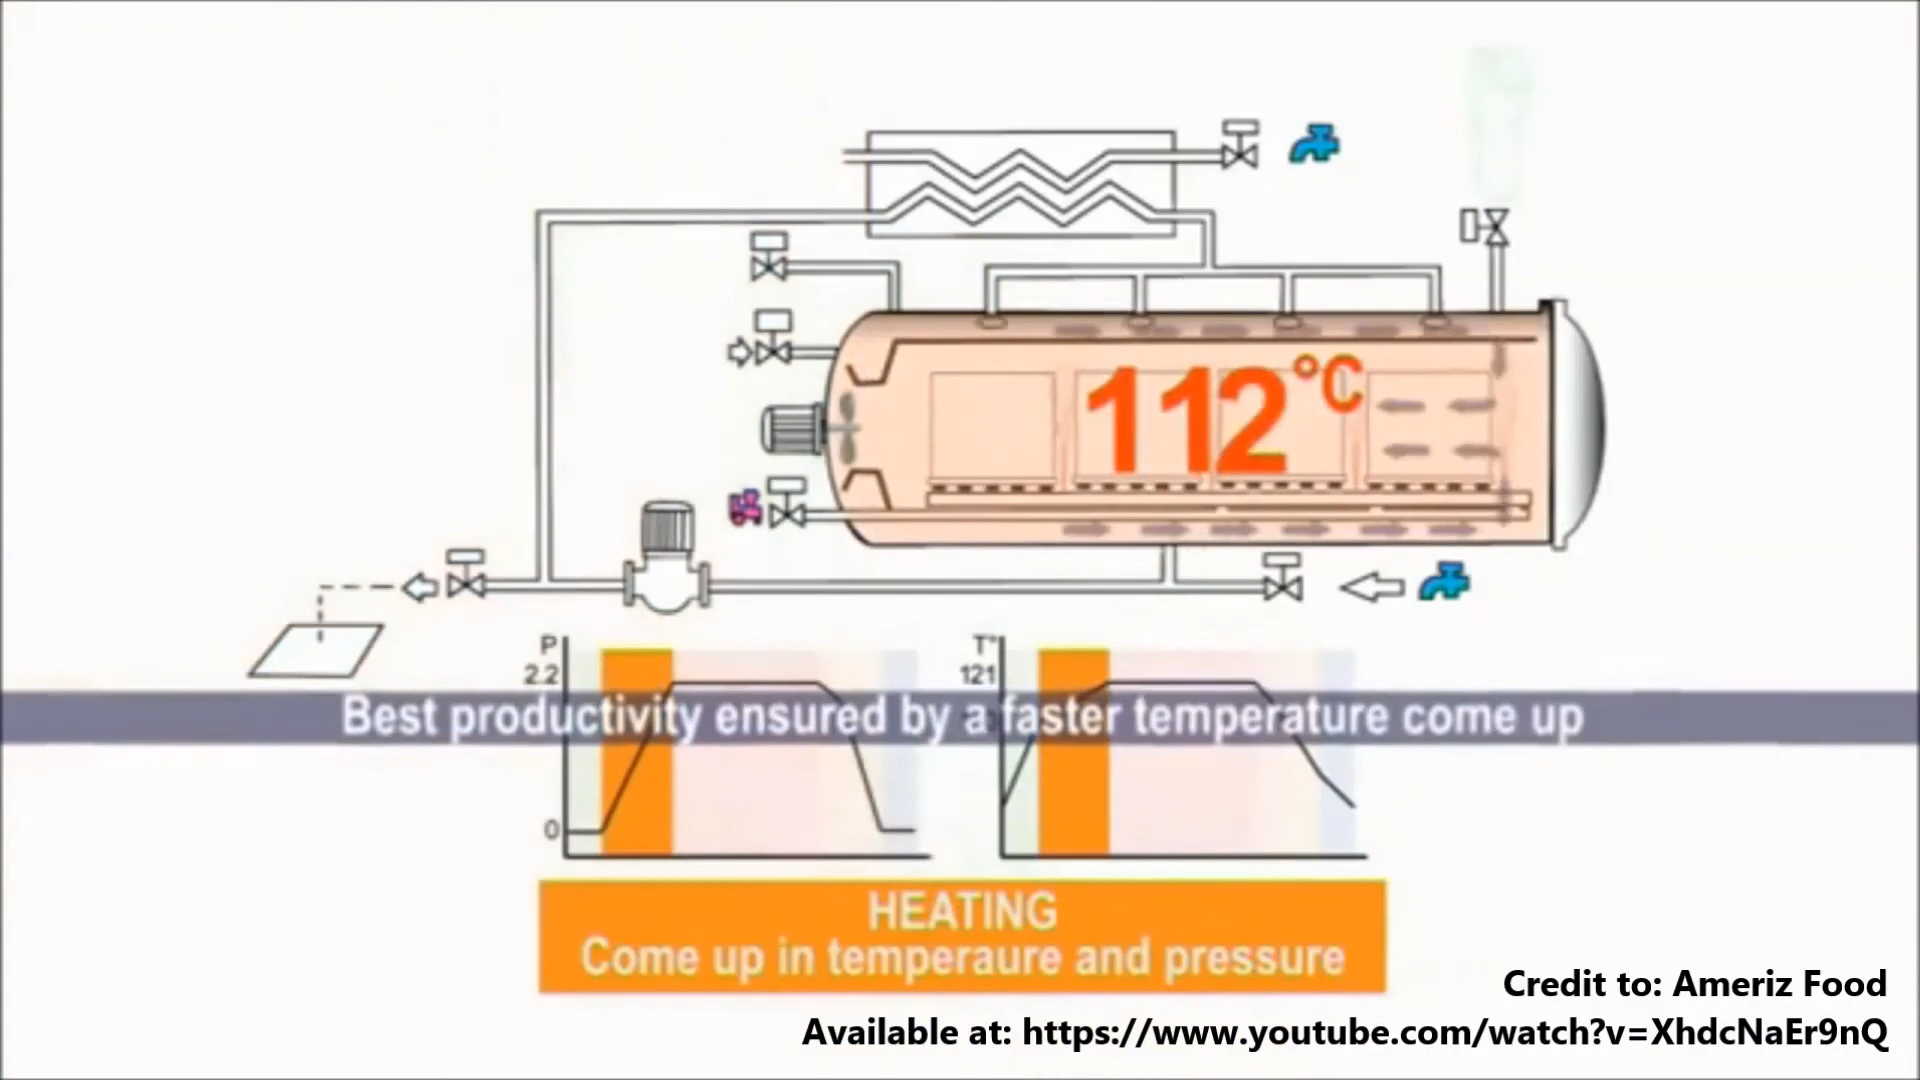 112°C
P
2.2
0
T°
121
Best productivity ensured by a faster temperature come up
HEATING
Come up in temperaure and pressure
Credit to: Ameriz Food
Available at: https://www.youtube.com/watch?v=XhdcNaEr9nQ